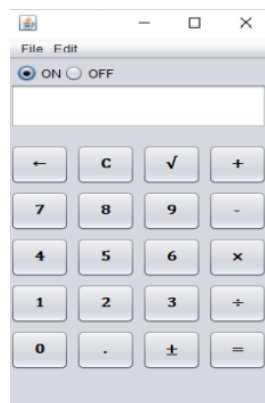 File Edit
ON OFF
← C √ +
7 8 9 -
4 5 6 ×
1 2 3 ÷
0 . ± =